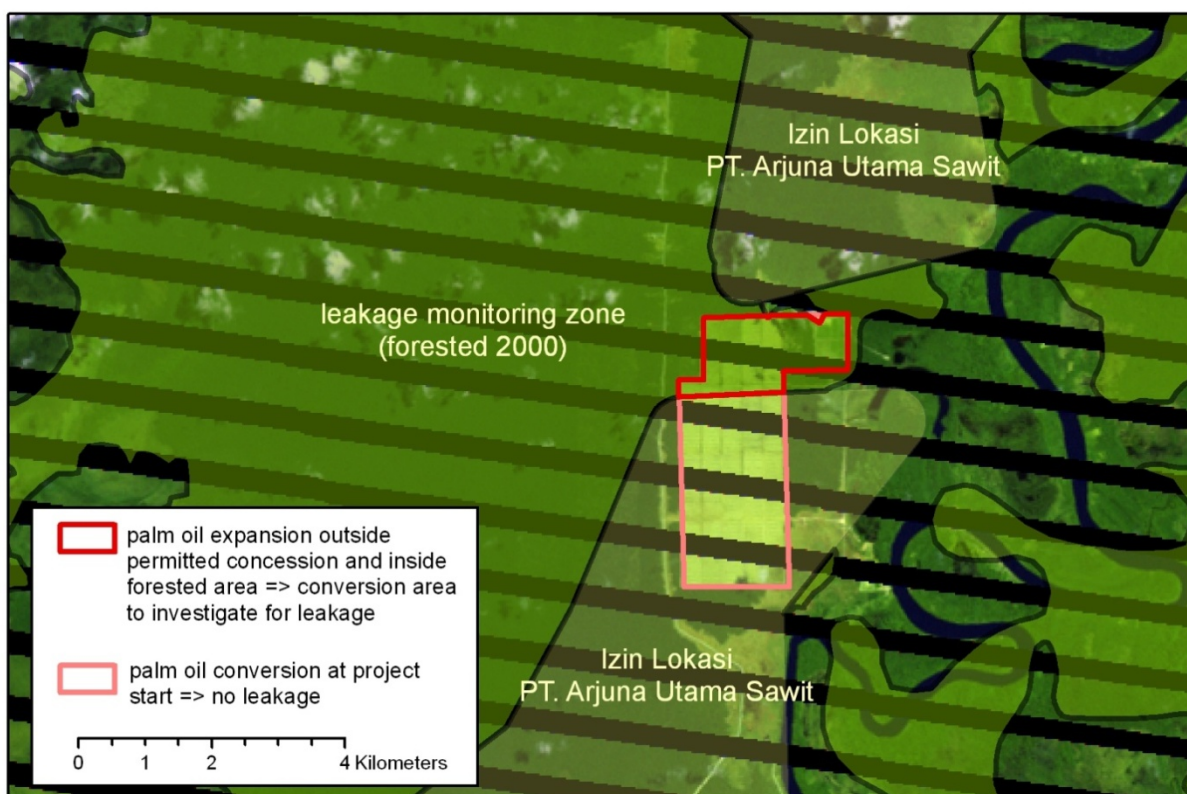 Izin Lokasi
PT. Arjuna Utama Sawit
leakage monitoring zone
(forested 2000)
palm oil expansion outside
permitted concession and inside
forested area => conversion area
to investigate for leakage
palm oil conversion at project
start => no leakage
0 1 2 4 Kilometers
Izin Lokasi
PT. Arjuna Utama Sawit